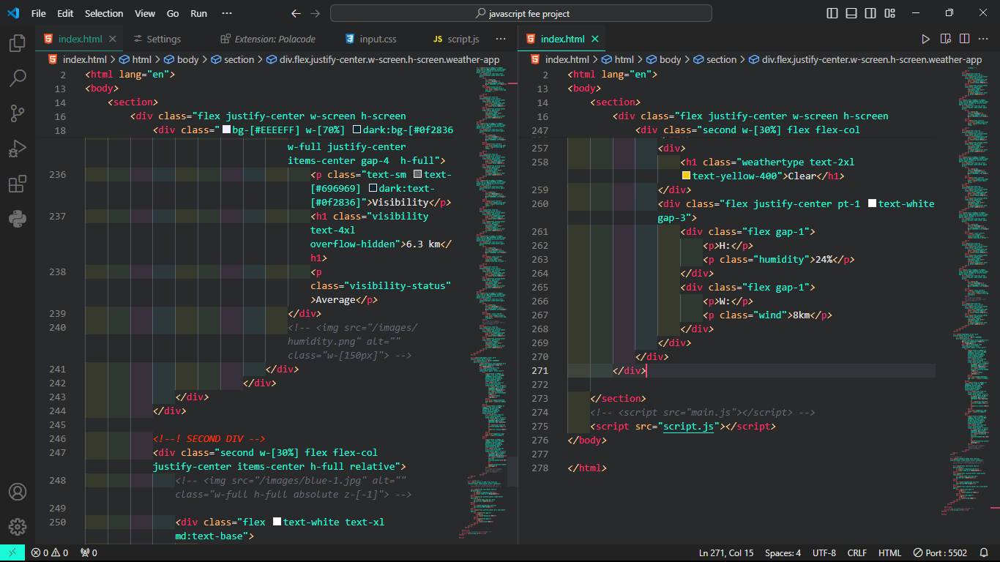 File Edit Selection View Go Run ··· javascript fee project
index.html Settings Extension: Polacode input.css JS script.js ···
index.html > html > body > section > div.flex.justify-center.w-screen.h-screen.weather-app
2 <html lang="en">
13 <body>
14 <section>
16 <div class="flex justify-center w-screen h-screen
18 <div class=" bg-[#EEEEFF] w-[70%] dark:bg-[#0f2836
w-full justify-center
items-center gap-4  h-full">
236 <p class="text-sm text-
[#696969] dark:text-
[#0f2836]">Visibility</p>
237 <h1 class="visibility
text-4xl
overflow-hidden">6.3 km</
h1>
238 <p
class="visibility-status"
>Average</p>
239 </div>
240 <!-- <img src="/images/
humidity.png" alt=""
class="w-[150px]"> -->
241 </div>
242 </div>
243 </div>
244 </div>
245
246 <!--! SECOND DIV -->
247 <div class="second w-[30%] flex flex-col
justify-center items-center h-full relative">
248 <!-- <img src="/images/blue-1.jpg" alt=""
class="w-full h-full absolute z-[-1]"> -->
249
250 <div class="flex text-white text-xl
md:text-base">
index.html
index.html > html > body > section > div.flex.justify-center.w-screen.h-screen.weather-app
2 <html lang="en">
13 <body>
14 <section>
16 <div class="flex justify-center w-screen h-screen
247 <div class="second w-[30%] flex flex-col
257 <div>
258 <h1 class="weathertype text-2xl
text-yellow-400">Clear</h1>
259 </div>
260 <div class="flex justify-center pt-1 text-white
gap-3">
261 <div class="flex gap-1">
262 <p>H:</p>
263 <p class="humidity">24%</p>
264 </div>
265 <div class="flex gap-1">
266 <p>W:</p>
267 <p class="wind">8km</p>
268 </div>
269 </div>
270 </div>
271 </div>
272
273 </section>
274 <!-- <script src="main.js"></script> -->
275 <script src="script.js"></script>
276 </body>
277
278 </html>
0 0 0 Ln 271, Col 15 Spaces: 4 UTF-8 CRLF HTML Port : 5502